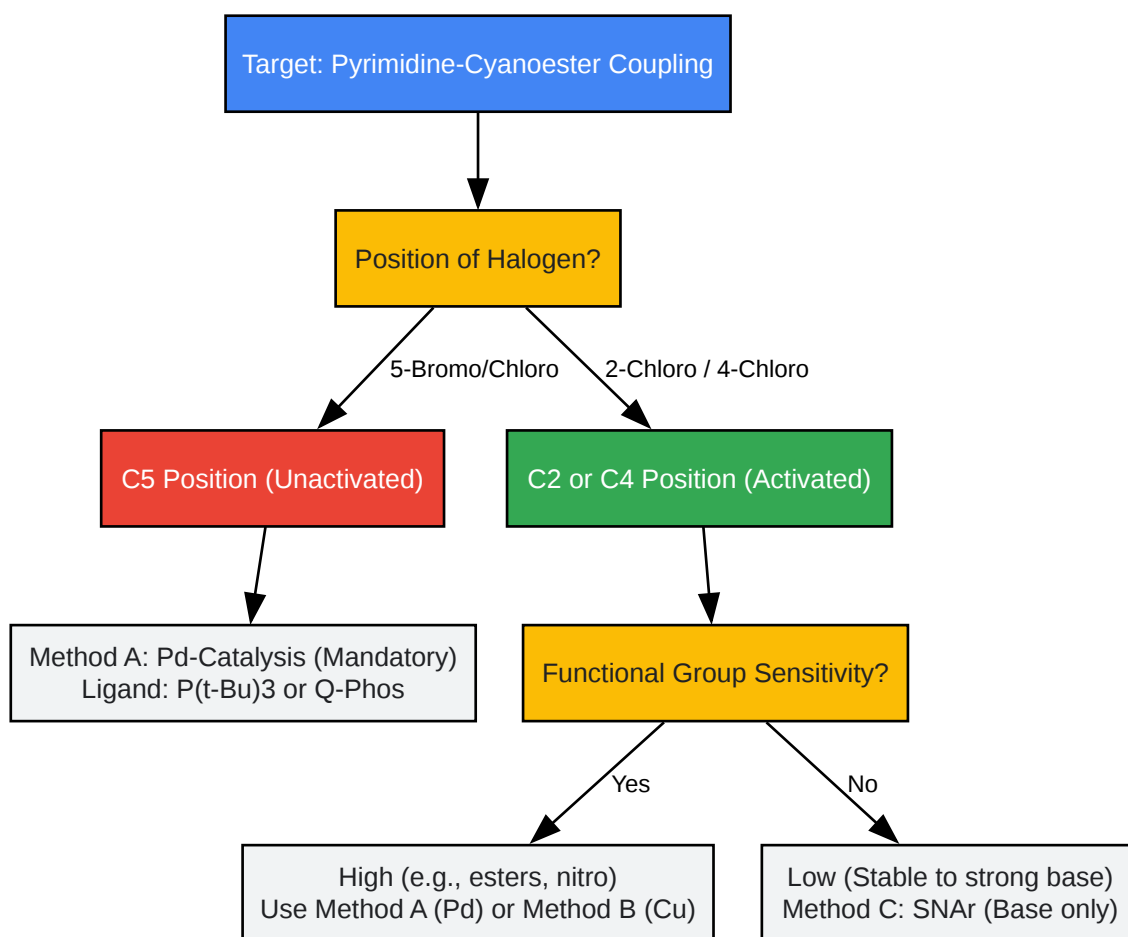 Target: Pyrimidine-Cyanoester Coupling
Position of Halogen?
5-Bromo/Chloro
2-Chloro / 4-Chloro
C5 Position (Unactivated)
C2 or C4 Position (Activated)
Method A: Pd-Catalysis (Mandatory)
Ligand: P(t-Bu)3 or Q-Phos
Functional Group Sensitivity?
Yes
No
High (e.g., esters, nitro)
Use Method A (Pd) or Method B (Cu)
Low (Stable to strong base)
Method C: SNAr (Base only)